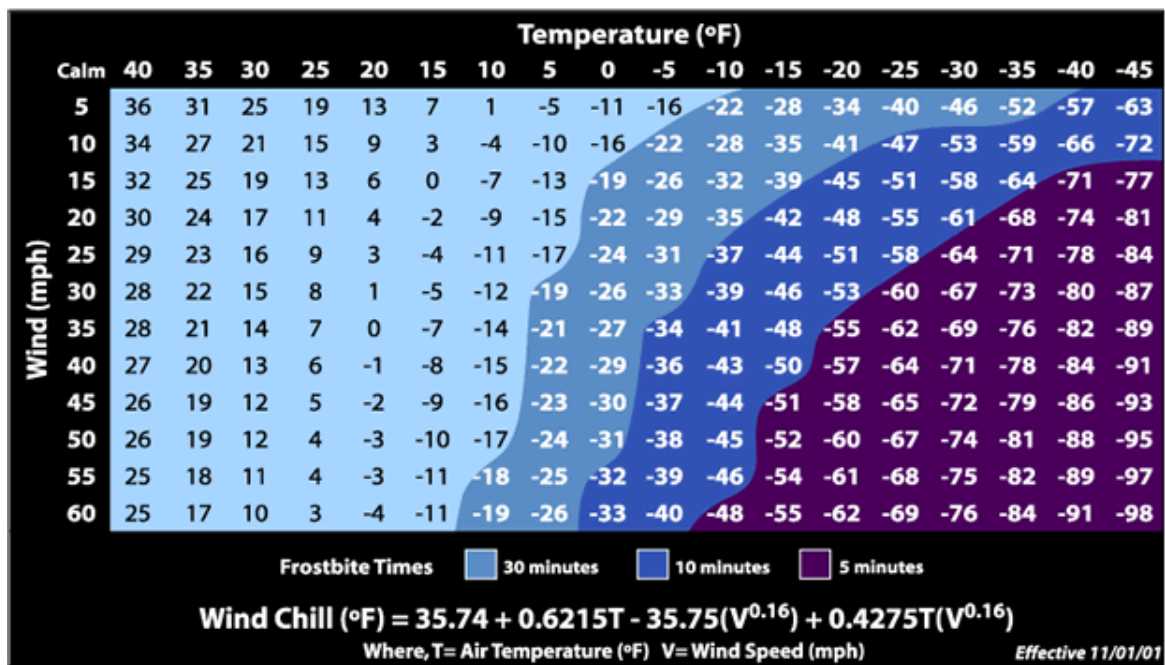 Temperature (ºF)
Calm 40 35 30 25 20 15 10 5 0 -5 -10 -15 -20 -25 -30 -35 -40 -45
5 36 31 25 19 13 7 1 -5 -11 -16 -22 -28 -34 -40 -46 -52 -57 -63
10 34 27 21 15 9 3 -4 -10 -16 -22 -28 -35 -41 -47 -53 -59 -66 -72
15 32 25 19 13 6 0 -7 -13 -19 -26 -32 -39 -45 -51 -58 -64 -71 -77
20 30 24 17 11 4 -2 -9 -15 -22 -29 -35 -42 -48 -55 -61 -68 -74 -81
25 29 23 16 9 3 -4 -11 -17 -24 -31 -37 -44 -51 -58 -64 -71 -78 -84
30 28 22 15 8 1 -5 -12 -19 -26 -33 -39 -46 -53 -60 -67 -73 -80 -87
35 28 21 14 7 0 -7 -14 -21 -27 -34 -41 -48 -55 -62 -69 -76 -82 -89
40 27 20 13 6 -1 -8 -15 -22 -29 -36 -43 -50 -57 -64 -71 -78 -84 -91
45 26 19 12 5 -2 -9 -16 -23 -30 -37 -44 -51 -58 -65 -72 -79 -86 -93
50 26 19 12 4 -3 -10 -17 -24 -31 -38 -45 -52 -60 -67 -74 -81 -88 -95
55 25 18 11 4 -3 -11 -18 -25 -32 -39 -46 -54 -61 -68 -75 -82 -89 -97
60 25 17 10 3 -4 -11 -19 -26 -33 -40 -48 -55 -62 -69 -76 -84 -91 -98
Wind (mph)
Frostbite Times 30 minutes 10 minutes 5 minutes
Wind Chill (ºF) = 35.74 + 0.6215T - 35.75(V^0.16) + 0.4275T(V^0.16)
Where, T= Air Temperature (ºF) V= Wind Speed (mph) Effective 11/01/01